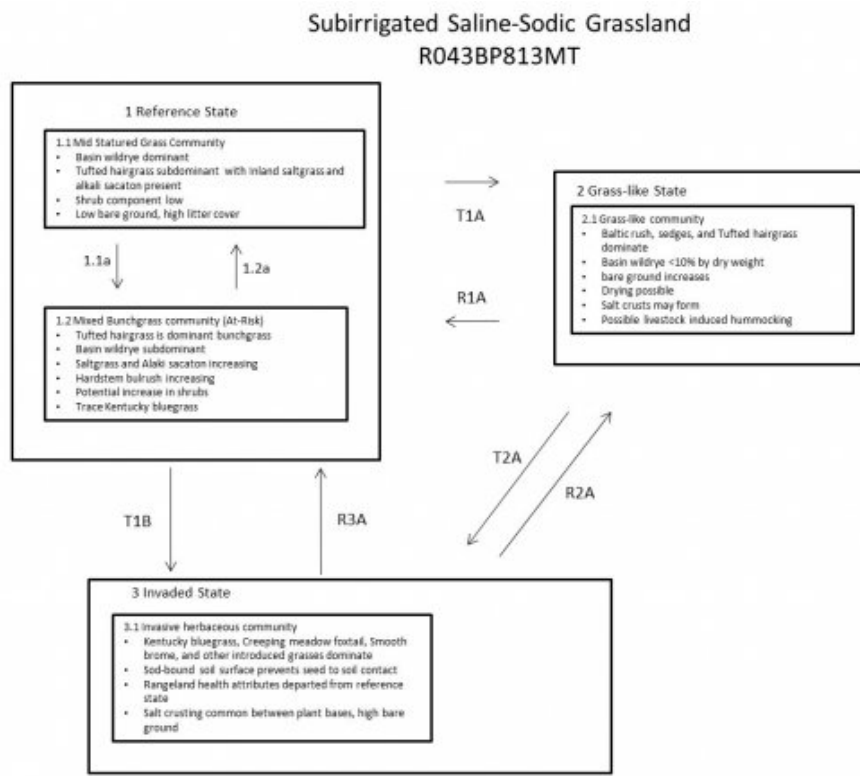 Subirrigated Saline-Sodic Grassland
R043BP813MT
1 Reference State
1.1 Mid Statured Grass Community
• Basin wildrye dominant
• Tufted hairgrass subdominant with Inland saltgrass and
alkali sacaton present
• Shrub component low
• Low bare ground, high litter cover
1.1a
1.2a
1.2 Mixed Bunchgrass community (At-Risk)
• Tufted hairgrass is dominant bunchgrass
• Basin wildrye subdominant
• Saltgrass and Alaki sacaton increasing
• Hardstem bulrush increasing
• Potential increase in shrubs
• Trace Kentucky bluegrass
T1A
R1A
2 Grass-like State
2.1 Grass-like community
• Baltic rush, sedges, and Tufted hairgrass
dominate
• Basin wildrye <10% by dry weight
• bare ground increases
• Drying possible
• Salt crusts may form
• Possible livestock induced hummocking
T2A
R2A
T1B
R3A
3 Invaded State
3.1 Invasive herbaceous community
• Kentucky bluegrass, Creeping meadow foxtail, Smooth
brome, and other introduced grasses dominate
• Sod-bound soil surface prevents seed to soil contact
• Rangeland health attributes departed from reference
state
• Salt crusting common between plant bases, high bare
ground